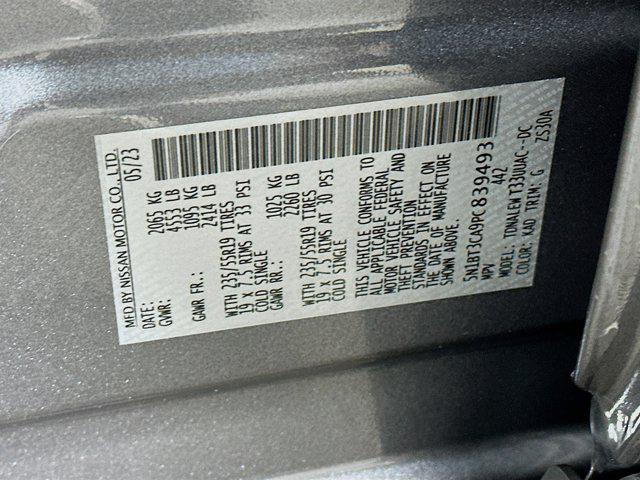 MFD BY NISSAN MOTOR CO., LTD.
DATE: 05/23
GVWR: 2065 KG
4553 LB
GAWR FR.: 1095 KG
2414 LB
WITH 235/55R19 TIRES
19 X 7.5 RIMS AT 33 PSI
COLD SINGLE
GAWR RR.: 1025 KG
2260 LB
WITH 235/55R19 TIRES
19 X 7.5 RIMS AT 30 PSI
COLD SINGLE
THIS VEHICLE CONFORMS TO
ALL APPLICABLE FEDERAL
MOTOR VEHICLE SAFETY AND
THEFT PREVENTION
STANDARDS IN EFFECT ON
THE DATE OF MANUFACTURE
SHOWN ABOVE.
5N1BT3CA9PC839493
MPV 442
MODEL: TDNALEW T33UUAC--DC
COLOR: KAD TRIM: G ZS30A